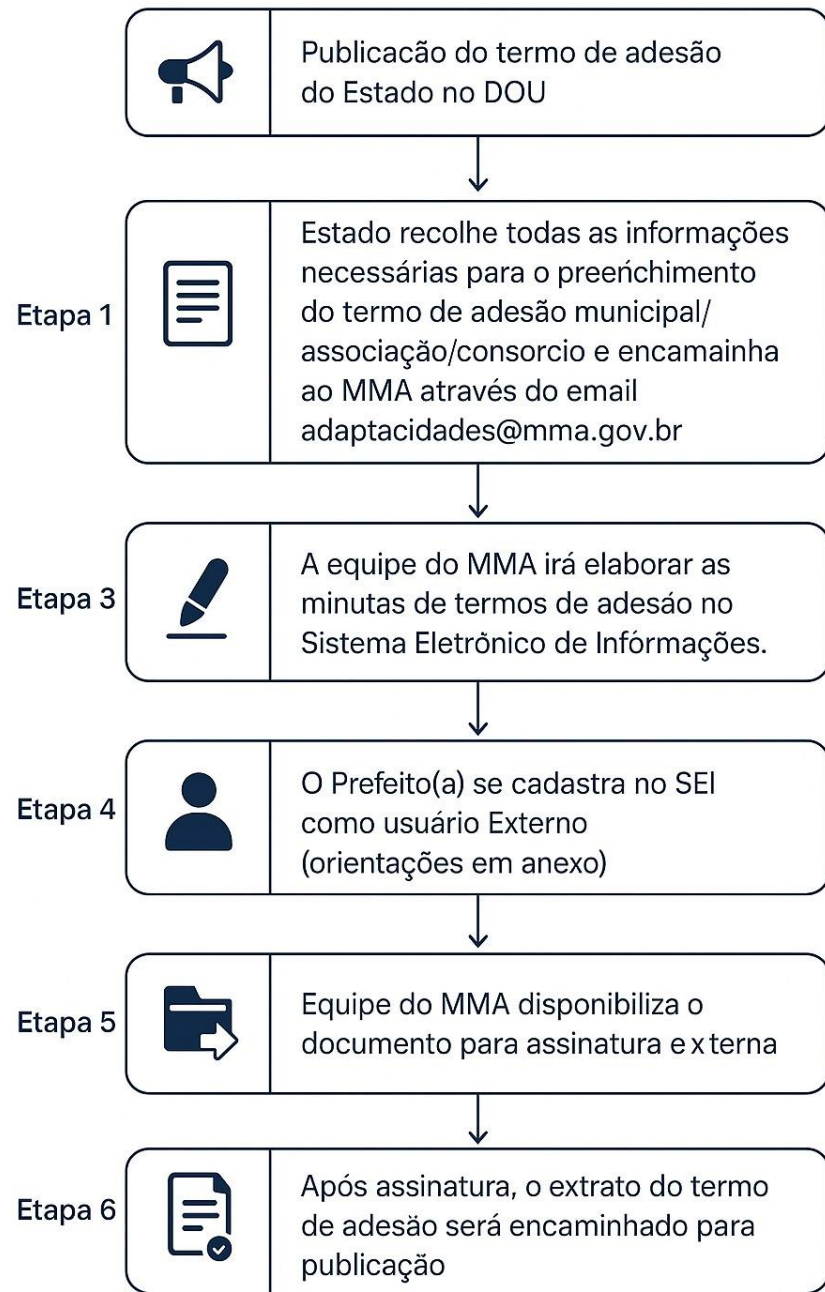 Publicacão do termo de adesão
do Estado no DOU
Etapa 1
Estado recolhe todas as informações
necessárias para o preeńchimento
do termo de adesão municipal/
associação/consorcio e encamainha
ao MMA através do email
adaptacidades@mma.gov.br
Etapa 3
A equipe do MMA irá elaborar as
minutas de termos de adesáo no
Sistema Eletrônico de Infórmações.
Etapa 4
O Prefeito(a) se cadastra no SEI
como usuário Externo
(orientações em anexo)
Etapa 5
Equipe do MMA disponibiliza o
documento para assinatura externa
Etapa 6
Após assinatura, o extrato do termo
de adesäo será encaminhado para
publicação